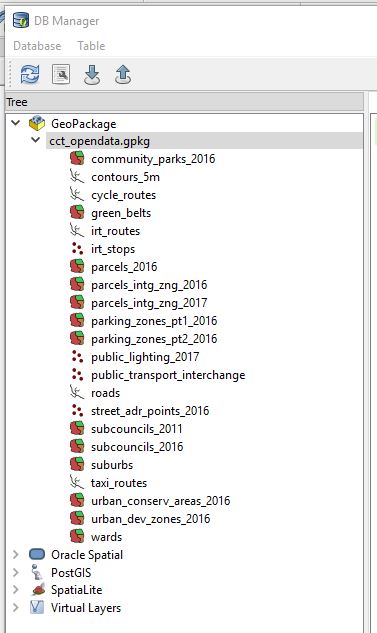 DB Manager
Database Table
Tree
GeoPackage
cct_opendata.gpkg
community_parks_2016
contours_5m
cycle_routes
green_belts
irt_routes
irt_stops
parcels_2016
parcels_intg_zng_2016
parcels_intg_zng_2017
parking_zones_pt1_2016
parking_zones_pt2_2016
public_lighting_2017
public_transport_interchange
roads
street_adr_points_2016
subcouncils_2011
subcouncils_2016
suburbs
taxi_routes
urban_conserv_areas_2016
urban_dev_zones_2016
wards
Oracle Spatial
PostGIS
SpatiaLite
Virtual Layers